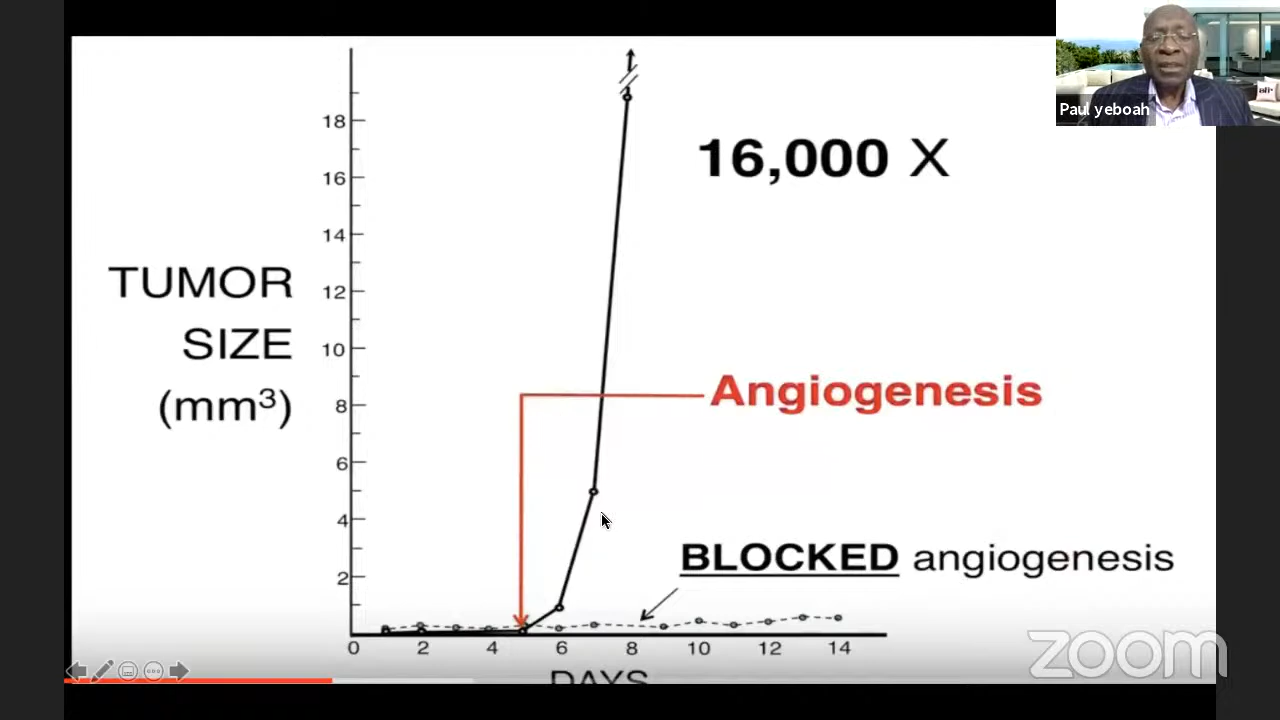 Paul yeboah
16,000 X
TUMOR
SIZE
(mm³)
18
16
14
12
10
8
6
4
2
Angiogenesis
BLOCKED angiogenesis
0 2 4 6 8 10 12 14
DAYS
zoom